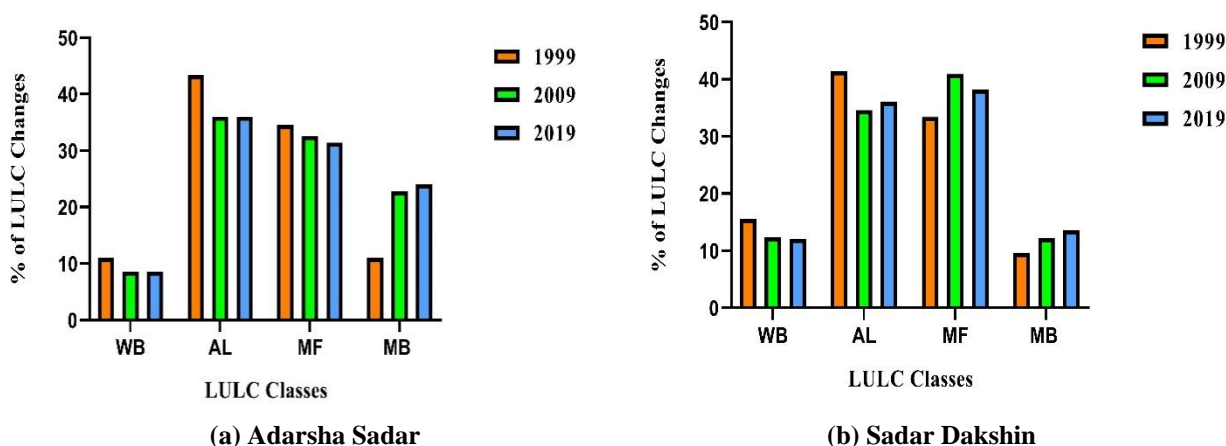 50
40
30
20
10
0
% of LULC Changes
WB AL MF MB
LULC Classes
1999
2009
2019
(a) Adarsha Sadar
50
40
30
20
10
0
% of LULC Changes
WB AL MF MB
LULC Classes
1999
2009
2019
(b) Sadar Dakshin